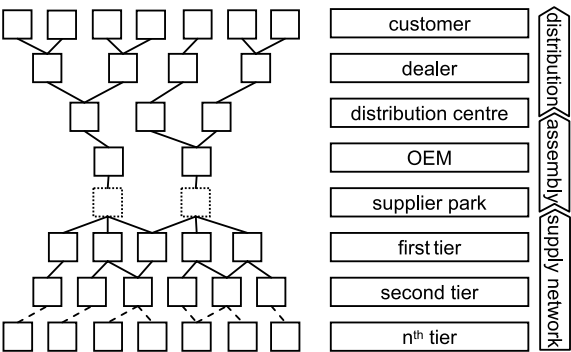 customer
dealer
distribution centre
OEM
supplier park
first tier
second tier
nth tier
distribution
assembly
supply network